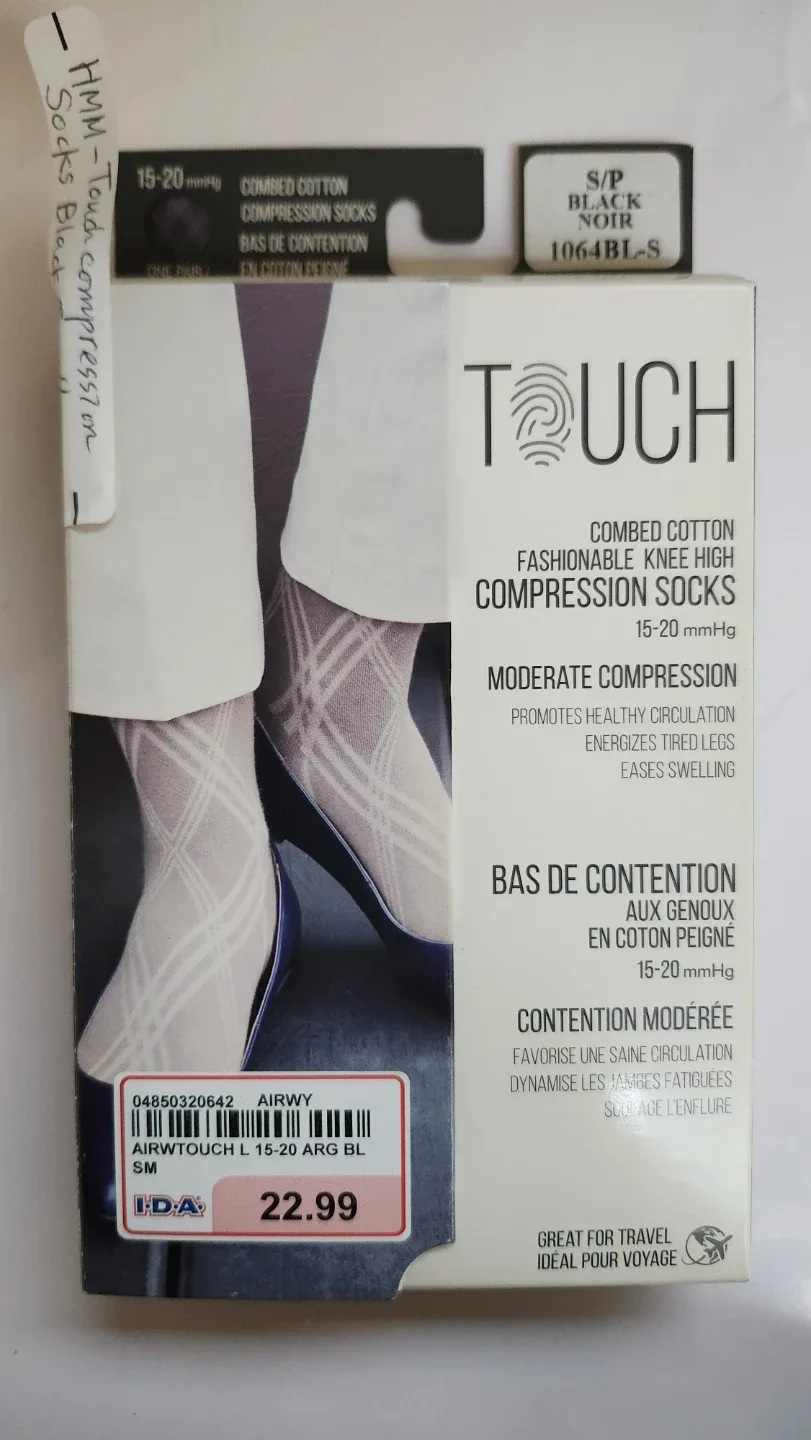 HMM - Touch compression
Socks Black
15-20 mmHg
COMBED COTTON
COMPRESSION SOCKS
BAS DE CONTENTION
EN COTON PEIGNÉ
ONE PAIR /
S/P
BLACK
NOIR
1064BL-S
TOUCH
COMBED COTTON
FASHIONABLE KNEE HIGH
COMPRESSION SOCKS
15-20 mmHg
MODERATE COMPRESSION
PROMOTES HEALTHY CIRCULATION
ENERGIZES TIRED LEGS
EASES SWELLING
BAS DE CONTENTION
AUX GENOUX
EN COTON PEIGNÉ
15-20 mmHg
CONTENTION MODÉRÉE
FAVORISE UNE SAINE CIRCULATION
DYNAMISE LES JAMBES FATIGUÉES
SOULAGE L'ENFLURE
04850320642 AIRWY
AIRWTOUCH L 15-20 ARG BL
SM
I·D·A®
22.99
GREAT FOR TRAVEL
IDÉAL POUR VOYAGE